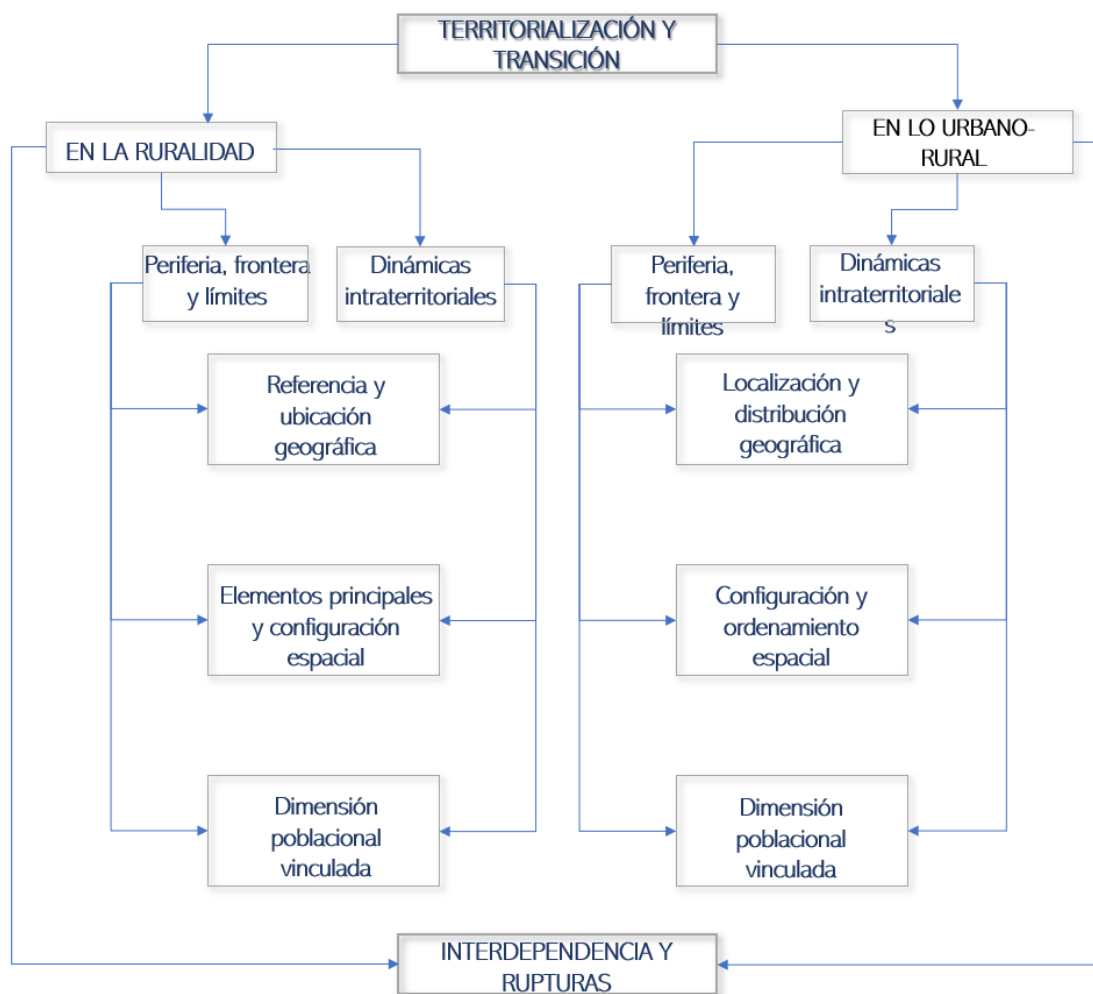 TERRITORIALIZACIÓN Y
TRANSICIÓN
EN LA RURALIDAD
EN LO URBANO-
RURAL
Periferia, frontera
y límites
Dinámicas
intraterritoriales
Periferia,
frontera y
límites
Dinámicas
intraterritoriale
s
Referencia y
ubicación
geográfica
Localización y
distribución
geográfica
Elementos principales
y configuración
espacial
Configuración y
ordenamiento
espacial
Dimensión
poblacional
vinculada
Dimensión
poblacional
vinculada
INTERDEPENDENCIA Y
RUPTURAS